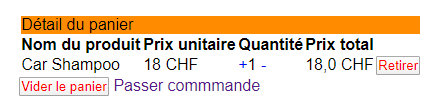 Détail du panier
Nom du produit Prix unitaire Quantité Prix total
Car Shampoo 18 CHF +1 - 18,0 CHF Retirer
Vider le panier Passer commmande